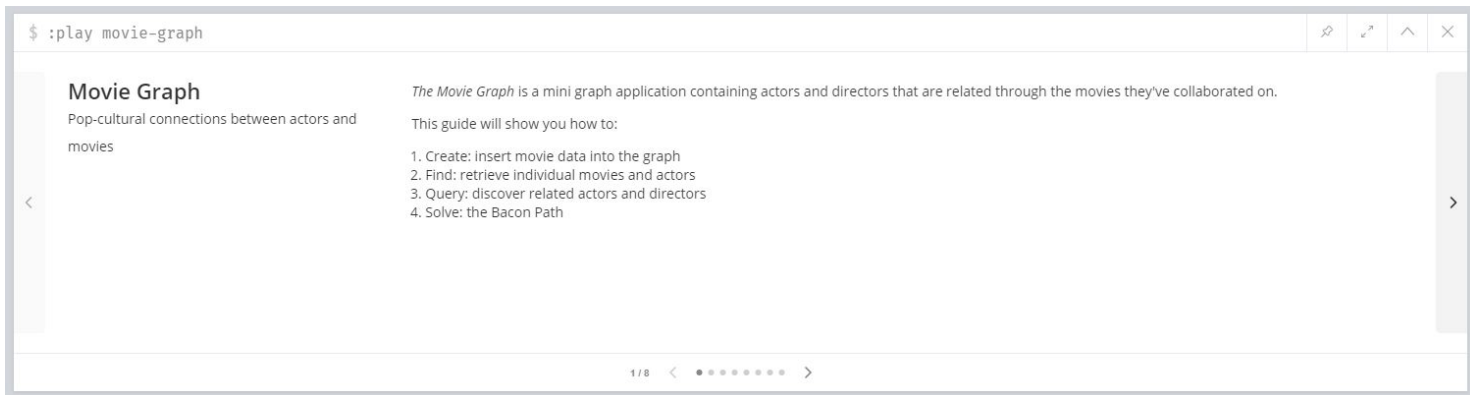 $ :play movie-graph
Movie Graph
Pop-cultural connections between actors and
movies
The Movie Graph is a mini graph application containing actors and directors that are related through the movies they've collaborated on.
This guide will show you how to:
1. Create: insert movie data into the graph
2. Find: retrieve individual movies and actors
3. Query: discover related actors and directors
4. Solve: the Bacon Path
1 / 8